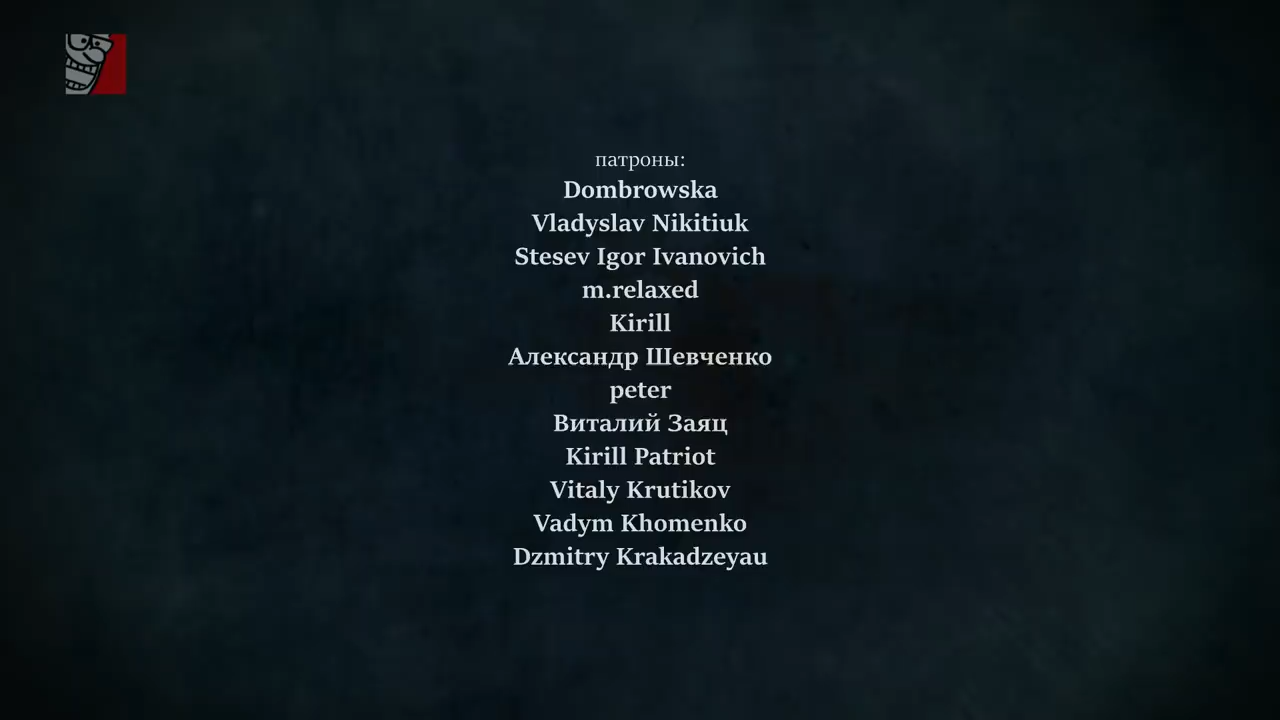 патроны:
Dombrowska
Vladyslav Nikitiuk
Stesev Igor Ivanovich
m.relaxed
Kirill
Александр Шевченко
peter
Виталий Заяц
Kirill Patriot
Vitaly Krutikov
Vadym Khomenko
Dzmitry Krakadzeyau